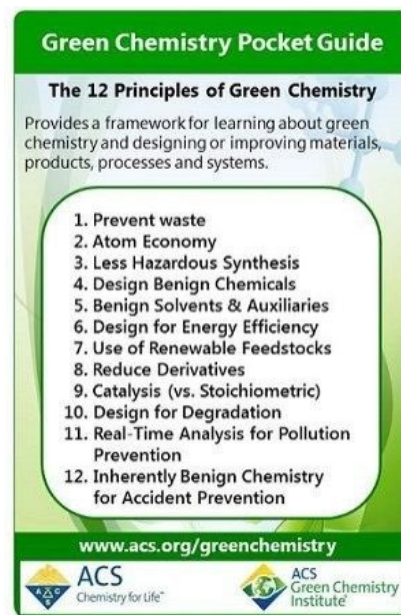 Green Chemistry Pocket Guide
The 12 Principles of Green Chemistry
Provides a framework for learning about green
chemistry and designing or improving materials,
products, processes and systems.
1. Prevent waste
2. Atom Economy
3. Less Hazardous Synthesis
4. Design Benign Chemicals
5. Benign Solvents & Auxiliaries
6. Design for Energy Efficiency
7. Use of Renewable Feedstocks
8. Reduce Derivatives
9. Catalysis (vs. Stoichiometric)
10. Design for Degradation
11. Real-Time Analysis for Pollution
Prevention
12. Inherently Benign Chemistry
for Accident Prevention
www.acs.org/greenchemistry
ACS
Chemistry for Life™
ACS
Green Chemistry
Institute®